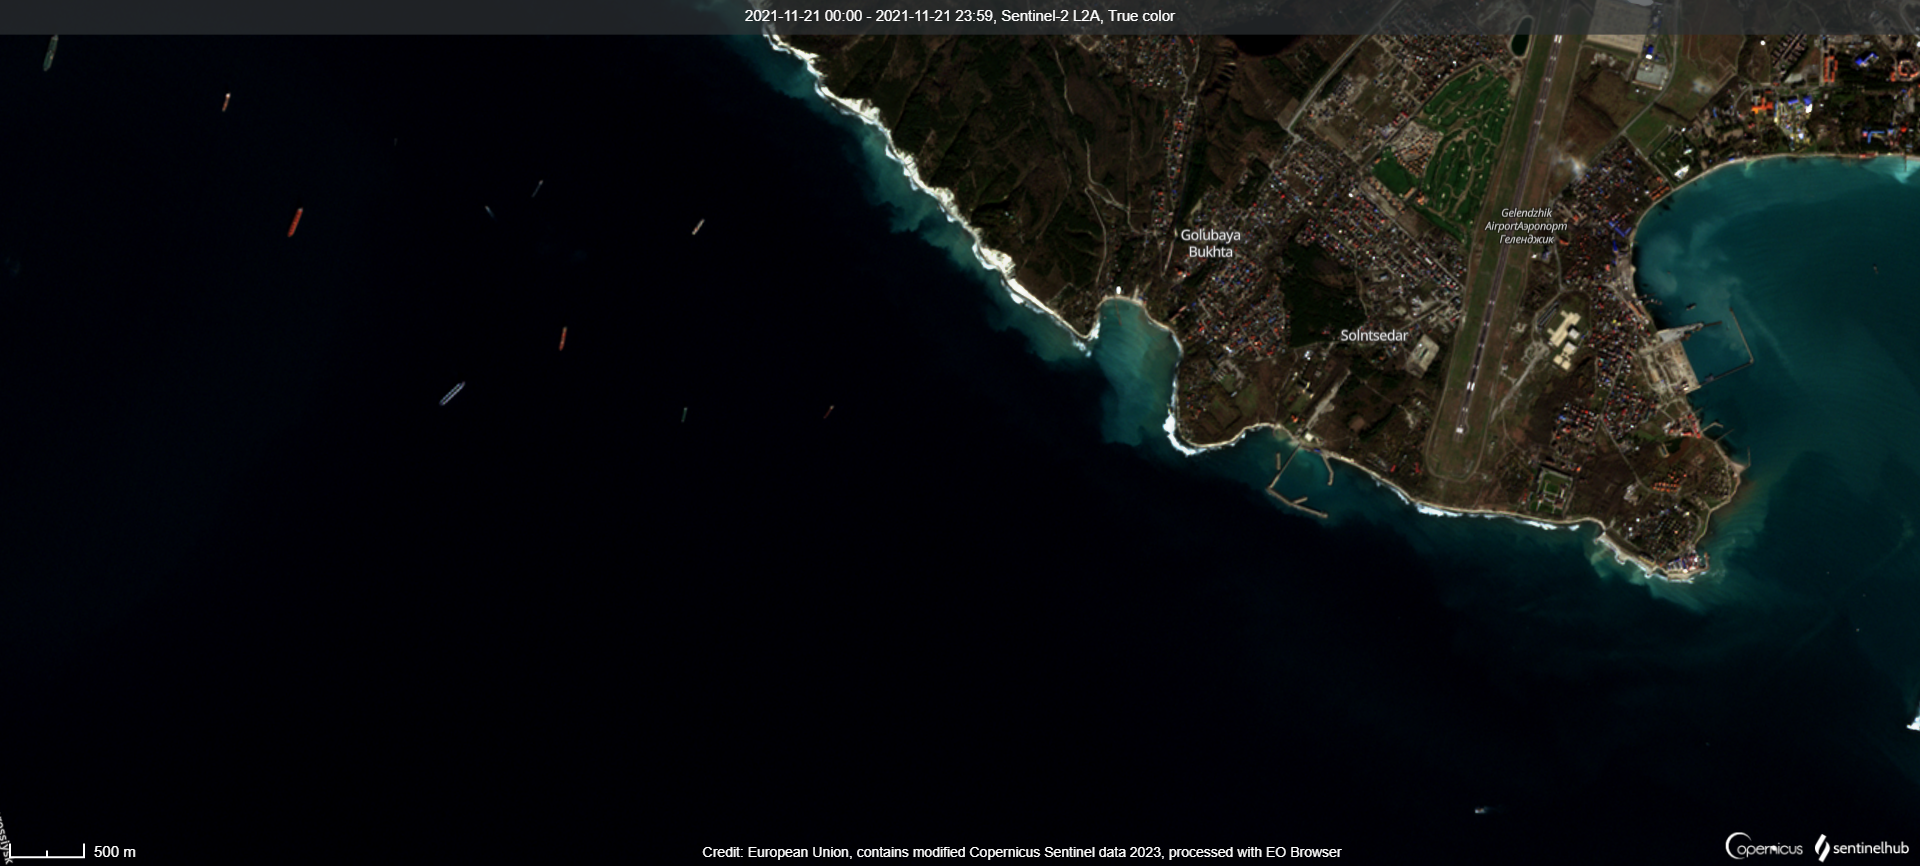 2021-11-21 00:00 - 2021-11-21 23:59, Sentinel-2 L2A, True color
Gelendzhik
AirportАэропорт
Геленджик
Golubaya
Bukhta
Solntsedar
500 m
Credit: European Union, contains modified Copernicus Sentinel data 2023, processed with EO Browser
Copernicus
sentinelhub